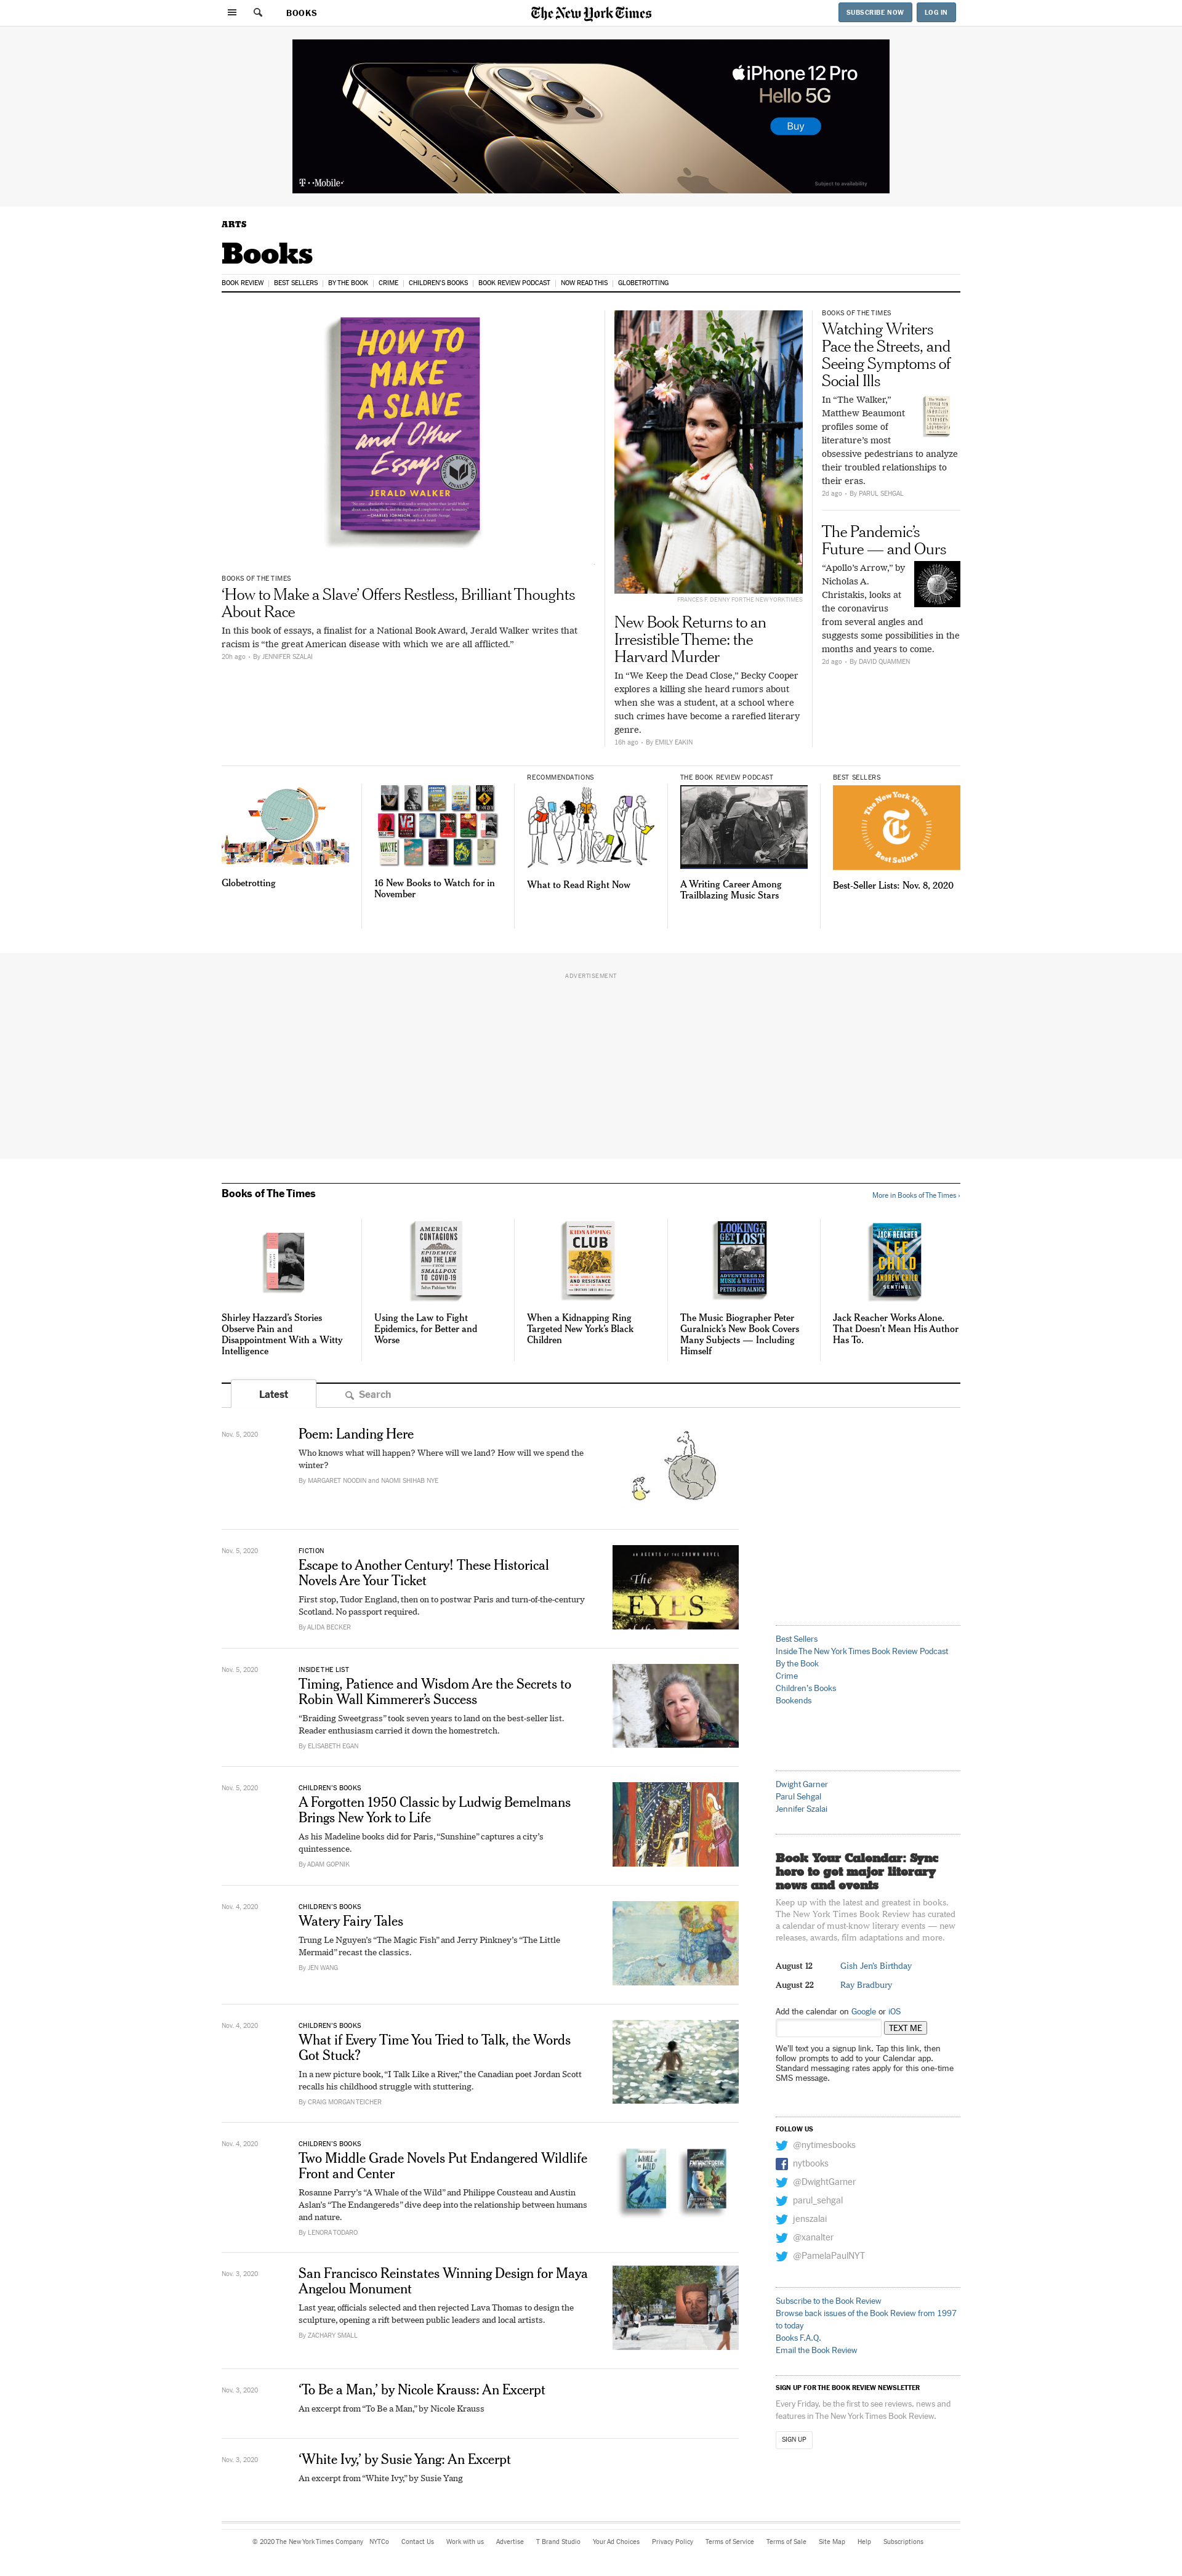 BOOKS
The New York Times
SUBSCRIBE NOW
LOG IN
iPhone 12 Pro
Hello 5G
Buy
T Mobile
Subject to availability
ARTS
Books
BOOK REVIEW
BEST SELLERS
BY THE BOOK
CRIME
CHILDREN'S BOOKS
BOOK REVIEW PODCAST
NOW READ THIS
GLOBETROTTING
HOW TO
MAKE
A SLAVE
and Other
Essays
NATIONAL BOOK AWARD FINALIST
JERALD WALKER
BOOKS OF THE TIMES
‘How to Make a Slave’ Offers Restless, Brilliant Thoughts
About Race
In this book of essays, a finalist for a National Book Award, Jerald Walker writes that
racism is “the great American disease with which we are all afflicted.”
20h ago • By JENNIFER SZALAI
FRANCES F. DENNY FOR THE NEW YORK TIMES
New Book Returns to an
Irresistible Theme: the
Harvard Murder
In “We Keep the Dead Close,” Becky Cooper
explores a killing she heard rumors about
when she was a student, at a school where
such crimes have become a rarefied literary
genre.
16h ago • By EMILY EAKIN
BOOKS OF THE TIMES
Watching Writers
Pace the Streets, and
Seeing Symptoms of
Social Ills
In “The Walker,”
Matthew Beaumont
profiles some of
literature’s most
obsessive pedestrians to analyze
their troubled relationships to
their eras.
2d ago • By PARUL SEHGAL
The Pandemic’s
Future — and Ours
“Apollo’s Arrow,” by
Nicholas A.
Christakis, looks at
the coronavirus
from several angles and
suggests some possibilities in the
months and years to come.
2d ago • By DAVID QUAMMEN
Globetrotting
16 New Books to Watch for in
November
RECOMMENDATIONS
What to Read Right Now
THE BOOK REVIEW PODCAST
A Writing Career Among
Trailblazing Music Stars
BEST SELLERS
The New York Times
T
Best Sellers
Best-Seller Lists: Nov. 8, 2020
ADVERTISEMENT
Books of The Times
More in Books of The Times ›
Shirley Hazzard’s Stories
Observe Pain and
Disappointment With a Witty
Intelligence
AMERICAN
CONTAGIONS
EPIDEMICS
AND THE LAW
FROM
SMALLPOX
TO COVID-19
John Fabian Witt
Using the Law to Fight
Epidemics, for Better and
Worse
THE
KIDNAPPING
CLUB
AND RESISTANCE
When a Kidnapping Ring
Targeted New York’s Black
Children
LOOKING TO
GET LOST
ADVENTURES IN
MUSIC & WRITING
PETER GURALNICK
The Music Biographer Peter
Guralnick’s New Book Covers
Many Subjects — Including
Himself
JACK REACHER
LEE
CHILD
ANDREW CHILD
SENTINEL
Jack Reacher Works Alone.
That Doesn’t Mean His Author
Has To.
Latest
Search
Nov. 5, 2020
Poem: Landing Here
Who knows what will happen? Where will we land? How will we spend the
winter?
By MARGARET NOODIN and NAOMI SHIHAB NYE
Nov. 5, 2020
FICTION
Escape to Another Century! These Historical
Novels Are Your Ticket
First stop, Tudor England, then on to postwar Paris and turn-of-the-century
Scotland. No passport required.
By ALIDA BECKER
AN AGENTS OF THE CROWN NOVEL
The
EYES
Nov. 5, 2020
INSIDE THE LIST
Timing, Patience and Wisdom Are the Secrets to
Robin Wall Kimmerer’s Success
“Braiding Sweetgrass” took seven years to land on the best-seller list.
Reader enthusiasm carried it down the homestretch.
By ELISABETH EGAN
Nov. 5, 2020
CHILDREN’S BOOKS
A Forgotten 1950 Classic by Ludwig Bemelmans
Brings New York to Life
As his Madeline books did for Paris, “Sunshine” captures a city’s
quintessence.
By ADAM GOPNIK
Nov. 4, 2020
CHILDREN’S BOOKS
Watery Fairy Tales
Trung Le Nguyen’s “The Magic Fish” and Jerry Pinkney’s “The Little
Mermaid” recast the classics.
By JEN WANG
Nov. 4, 2020
CHILDREN’S BOOKS
What if Every Time You Tried to Talk, the Words
Got Stuck?
In a new picture book, “I Talk Like a River,” the Canadian poet Jordan Scott
recalls his childhood struggle with stuttering.
By CRAIG MORGAN TEICHER
Nov. 4, 2020
CHILDREN’S BOOKS
Two Middle Grade Novels Put Endangered Wildlife
Front and Center
Rosanne Parry’s “A Whale of the Wild” and Philippe Cousteau and Austin
Aslan’s “The Endangereds” dive deep into the relationship between humans
and nature.
By LENORA TODARO
Nov. 3, 2020
San Francisco Reinstates Winning Design for Maya
Angelou Monument
Last year, officials selected and then rejected Lava Thomas to design the
sculpture, opening a rift between public leaders and local artists.
By ZACHARY SMALL
Nov. 3, 2020
‘To Be a Man,’ by Nicole Krauss: An Excerpt
An excerpt from “To Be a Man,” by Nicole Krauss
Nov. 3, 2020
‘White Ivy,’ by Susie Yang: An Excerpt
An excerpt from “White Ivy,” by Susie Yang
Best Sellers
Inside The New York Times Book Review Podcast
By the Book
Crime
Children’s Books
Bookends
Dwight Garner
Parul Sehgal
Jennifer Szalai
Book Your Calendar: Sync
here to get major literary
news and events
Keep up with the latest and greatest in books.
The New York Times Book Review has curated
a calendar of must-know literary events — new
releases, awards, film adaptations and more.
August 12 Gish Jen’s Birthday
August 22 Ray Bradbury
Add the calendar on Google or iOS
TEXT ME
We’ll text you a signup link. Tap this link, then
follow prompts to add to your Calendar app.
Standard messaging rates apply for this one-time
SMS message.
FOLLOW US
@nytimesbooks
nytbooks
@DwightGarner
parul_sehgal
jenszalai
@xanalter
@PamelaPaulNYT
Subscribe to the Book Review
Browse back issues of the Book Review from 1997
to today
Books F.A.Q.
Email the Book Review
SIGN UP FOR THE BOOK REVIEW NEWSLETTER
Every Friday, be the first to see reviews, news and
features in The New York Times Book Review.
SIGN UP
© 2020 The New York Times Company NYTCo Contact Us Work with us Advertise T Brand Studio Your Ad Choices Privacy Policy Terms of Service Terms of Sale Site Map Help Subscriptions